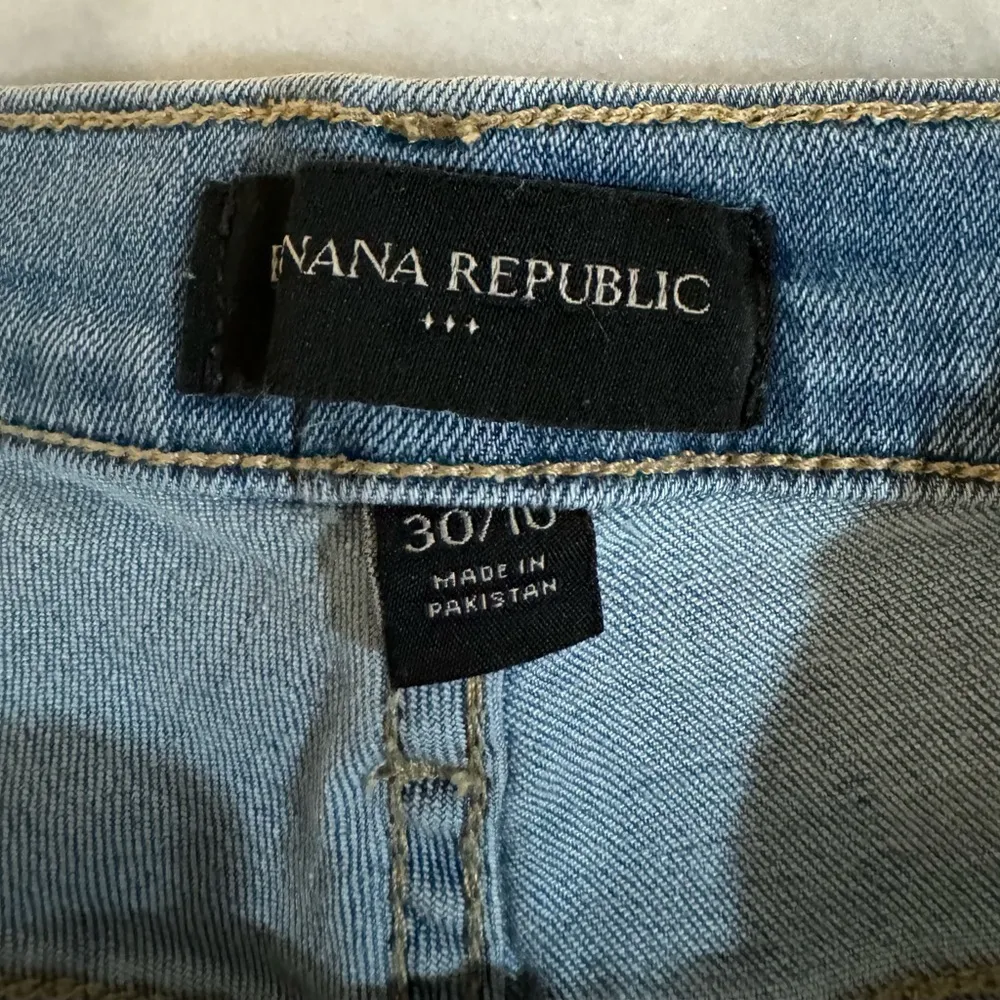 NANA REPUBLIC
30/10
MADE IN
PAKISTAN